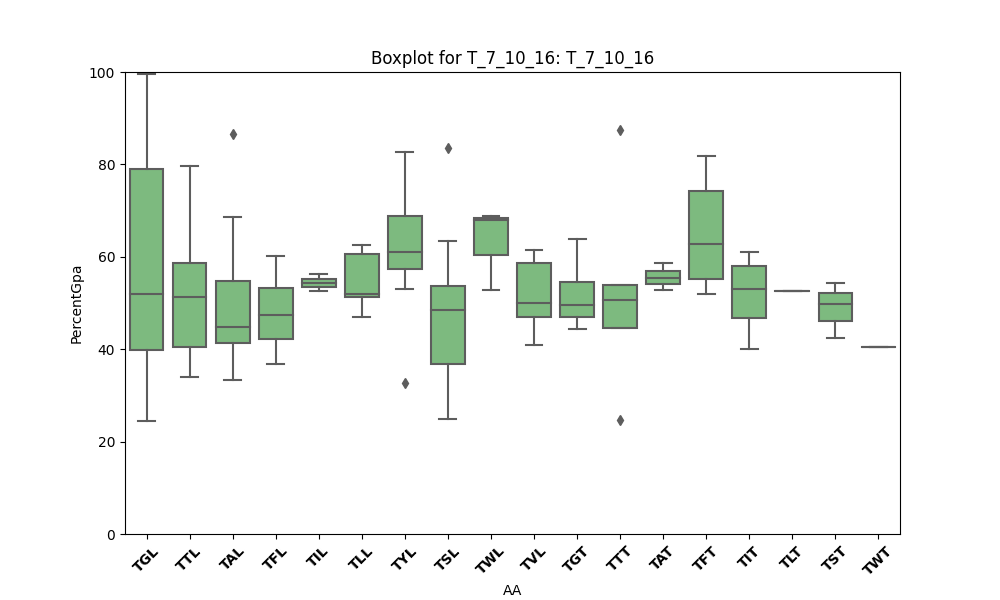 Boxplot for T_7_10_16: T_7_10_16
100
80
60
40
20
0
PercentGpa
TGL TTL TAL TFL TIL TLL TYL TSL TWL TVL TGT TTT TAT TFT TIT TLT TST TWT
AA